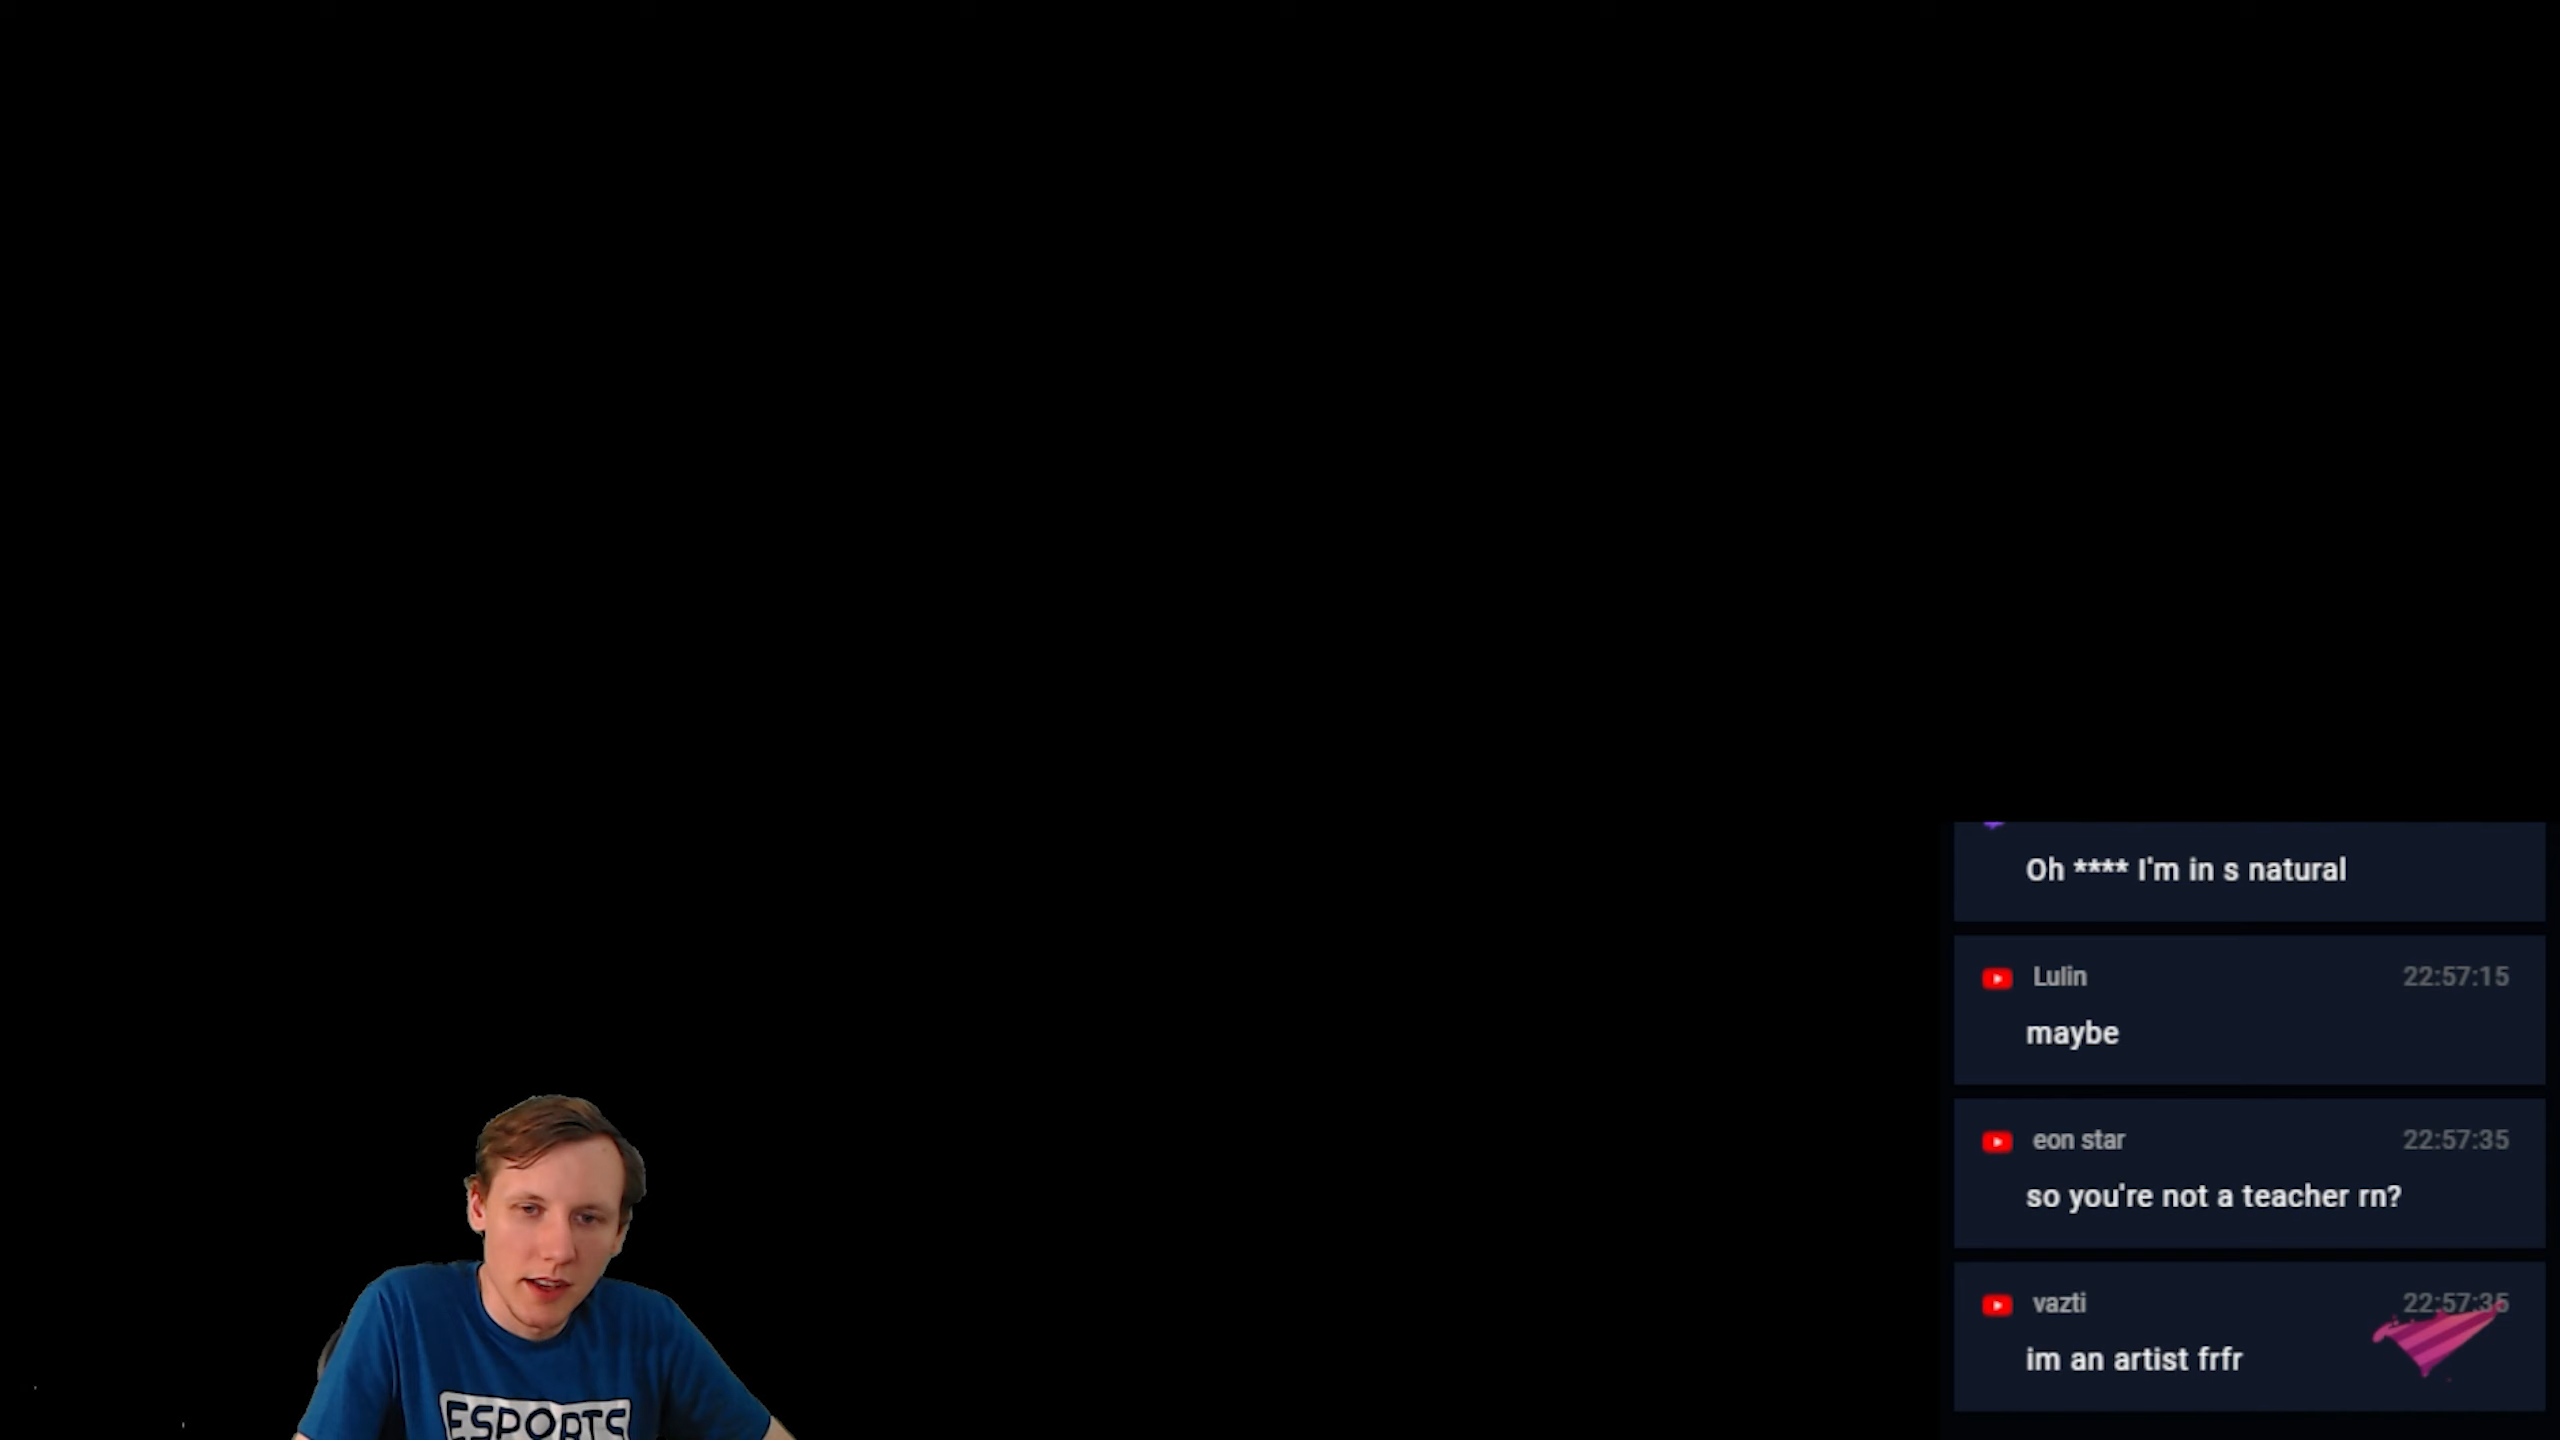 Oh **** I'm in s natural
Lulin 22:57:15
maybe
eon star 22:57:35
so you're not a teacher rn?
vazti 22:57:36
im an artist frfr
ESPORTS